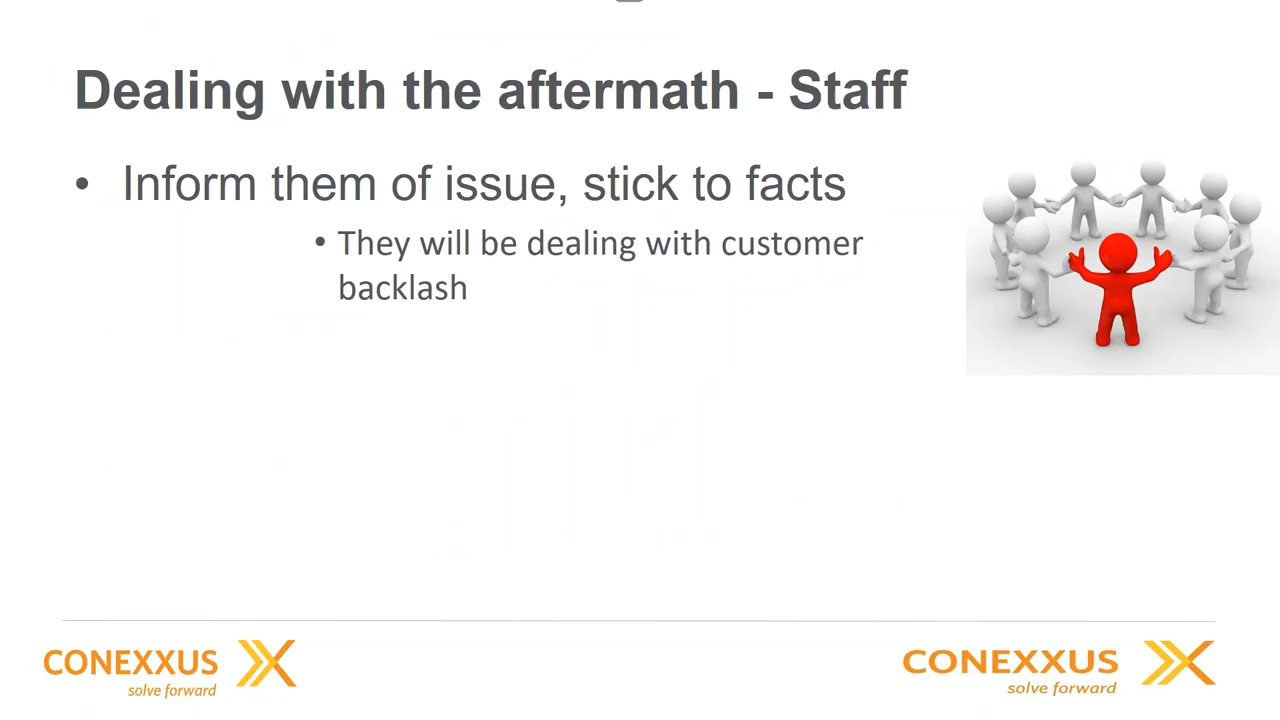 Dealing with the aftermath - Staff
• Inform them of issue, stick to facts
• They will be dealing with customer
backlash
CONEXXUS
solve forward
CONEXXUS
solve forward